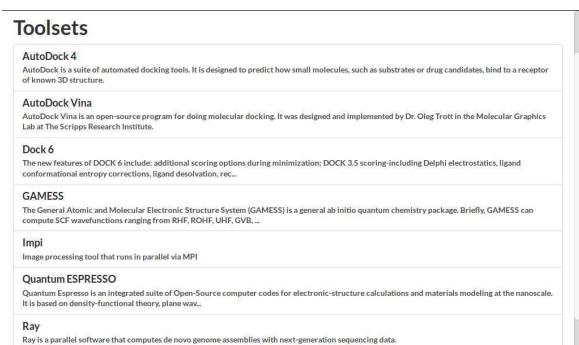 Toolsets
AutoDock 4
AutoDock is a suite of automated docking tools. It is designed to predict how small molecules, such as substrates or drug candidates, bind to a receptor
of known 3D structure.
AutoDock Vina
AutoDock Vina is an open-source program for doing molecular docking. It was designed and implemented by Dr. Oleg Trott in the Molecular Graphics
Lab at The Scripps Research Institute.
Dock 6
The new features of DOCK 6 include: additional scoring options during minimization; DOCK 3.5 scoring-including Delphi electrostatics, ligand
conformational entropy corrections, ligand desolvation, rec...
GAMESS
The General Atomic and Molecular Electronic Structure System (GAMESS) is a general ab initio quantum chemistry package. Briefly, GAMESS can
compute SCF wavefunctions ranging from RHF, ROHF, UHF, GVB, ...
Impi
Image processing tool that runs in parallel via MPI
Quantum ESPRESSO
Quantum Espresso is an integrated suite of Open-Source computer codes for electronic-structure calculations and materials modeling at the nanoscale.
It is based on density-functional theory, plane wav...
Ray
Ray is a parallel software that computes de novo genome assemblies with next-generation sequencing data.